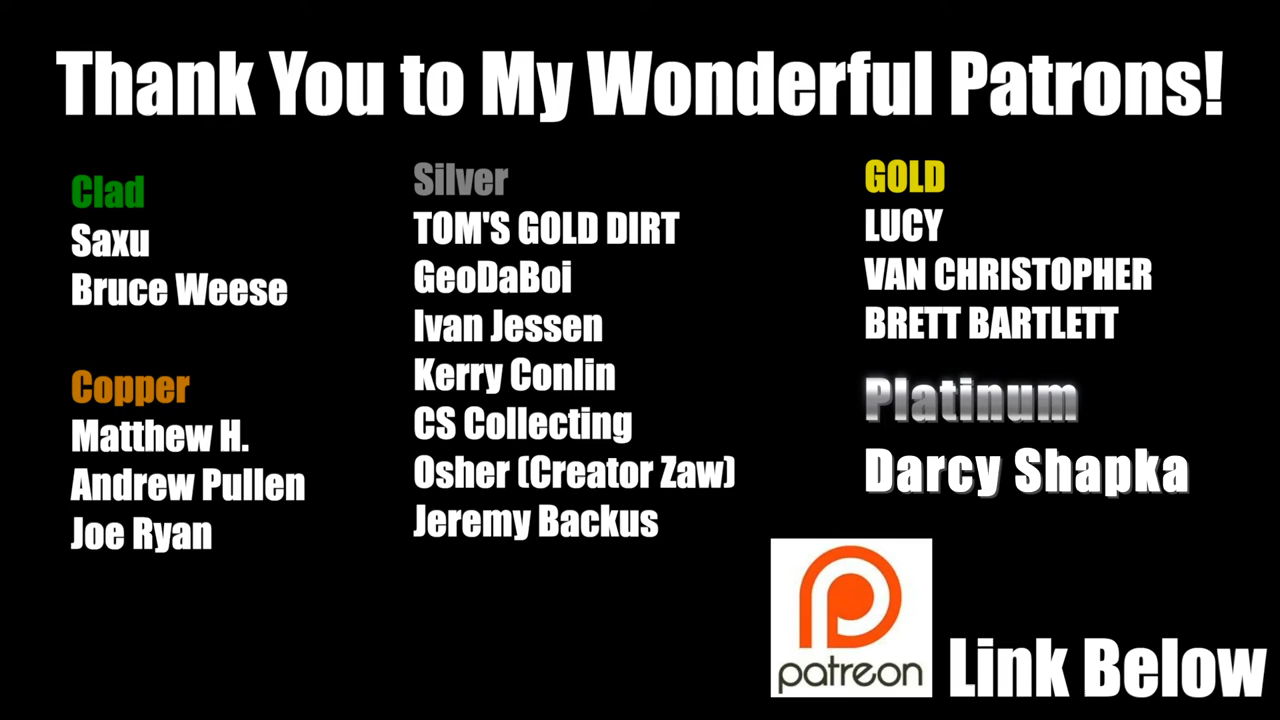 Thank You to My Wonderful Patrons!
Clad
Saxu
Bruce Weese
Copper
Matthew H.
Andrew Pullen
Joe Ryan
Silver
TOM'S GOLD DIRT
GeoDaBoi
Ivan Jessen
Kerry Conlin
CS Collecting
Osher (Creator Zaw)
Jeremy Backus
GOLD
LUCY
VAN CHRISTOPHER
BRETT BARTLETT
Platinum
Darcy Shapka
patreon
Link Below